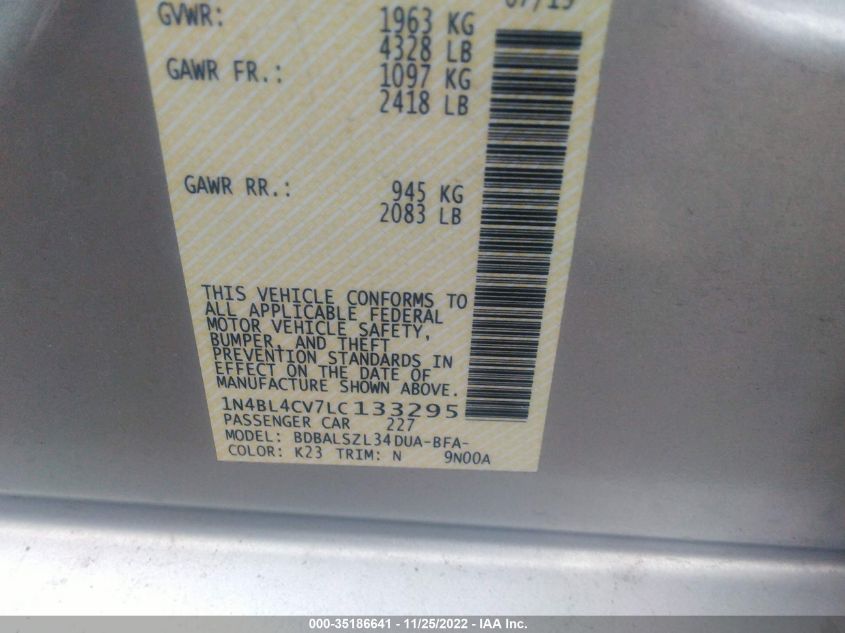 07/19
GVWR: 1963 KG
4328 LB
GAWR FR.: 1097 KG
2418 LB
GAWR RR.: 945 KG
2083 LB
THIS VEHICLE CONFORMS TO
ALL APPLICABLE FEDERAL
MOTOR VEHICLE SAFETY,
BUMPER, AND THEFT
PREVENTION STANDARDS IN
EFFECT ON THE DATE OF
MANUFACTURE SHOWN ABOVE.
1N4BL4CV7LC133295
PASSENGER CAR 227
MODEL: BDBALSZL34DUA-BFA-
COLOR: K23 TRIM: N 9N00A
000-35186641 - 11/25/2022 - IAA Inc.